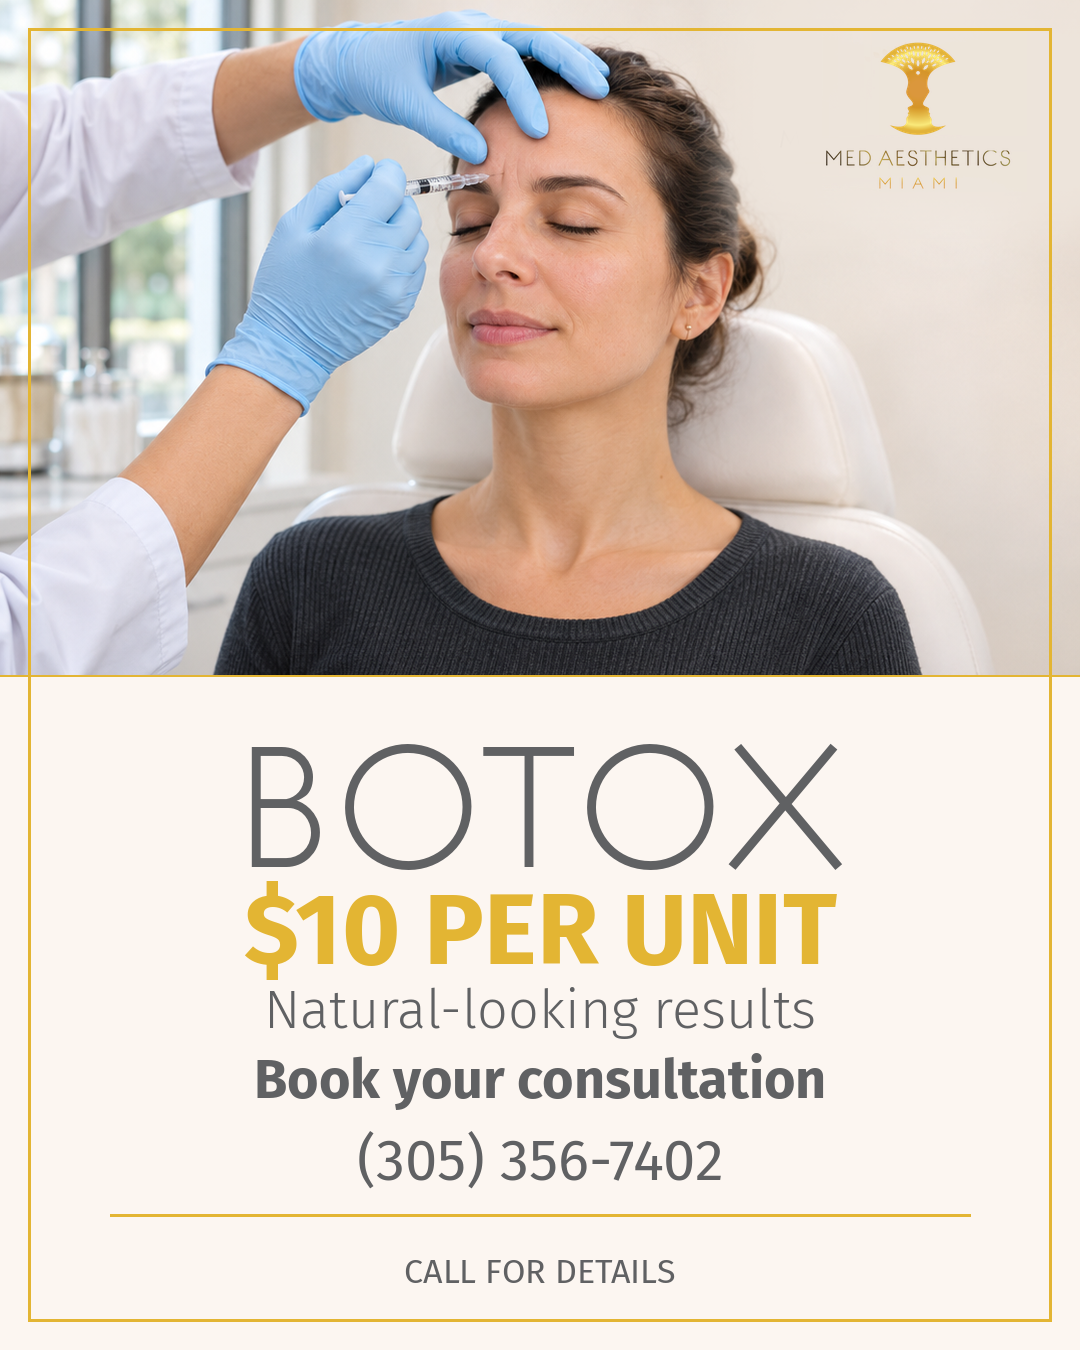 MED AESTHETICS
MIAMI
BOTOX
$10 PER UNIT
Natural-looking results
Book your consultation
(305) 356-7402
CALL FOR DETAILS